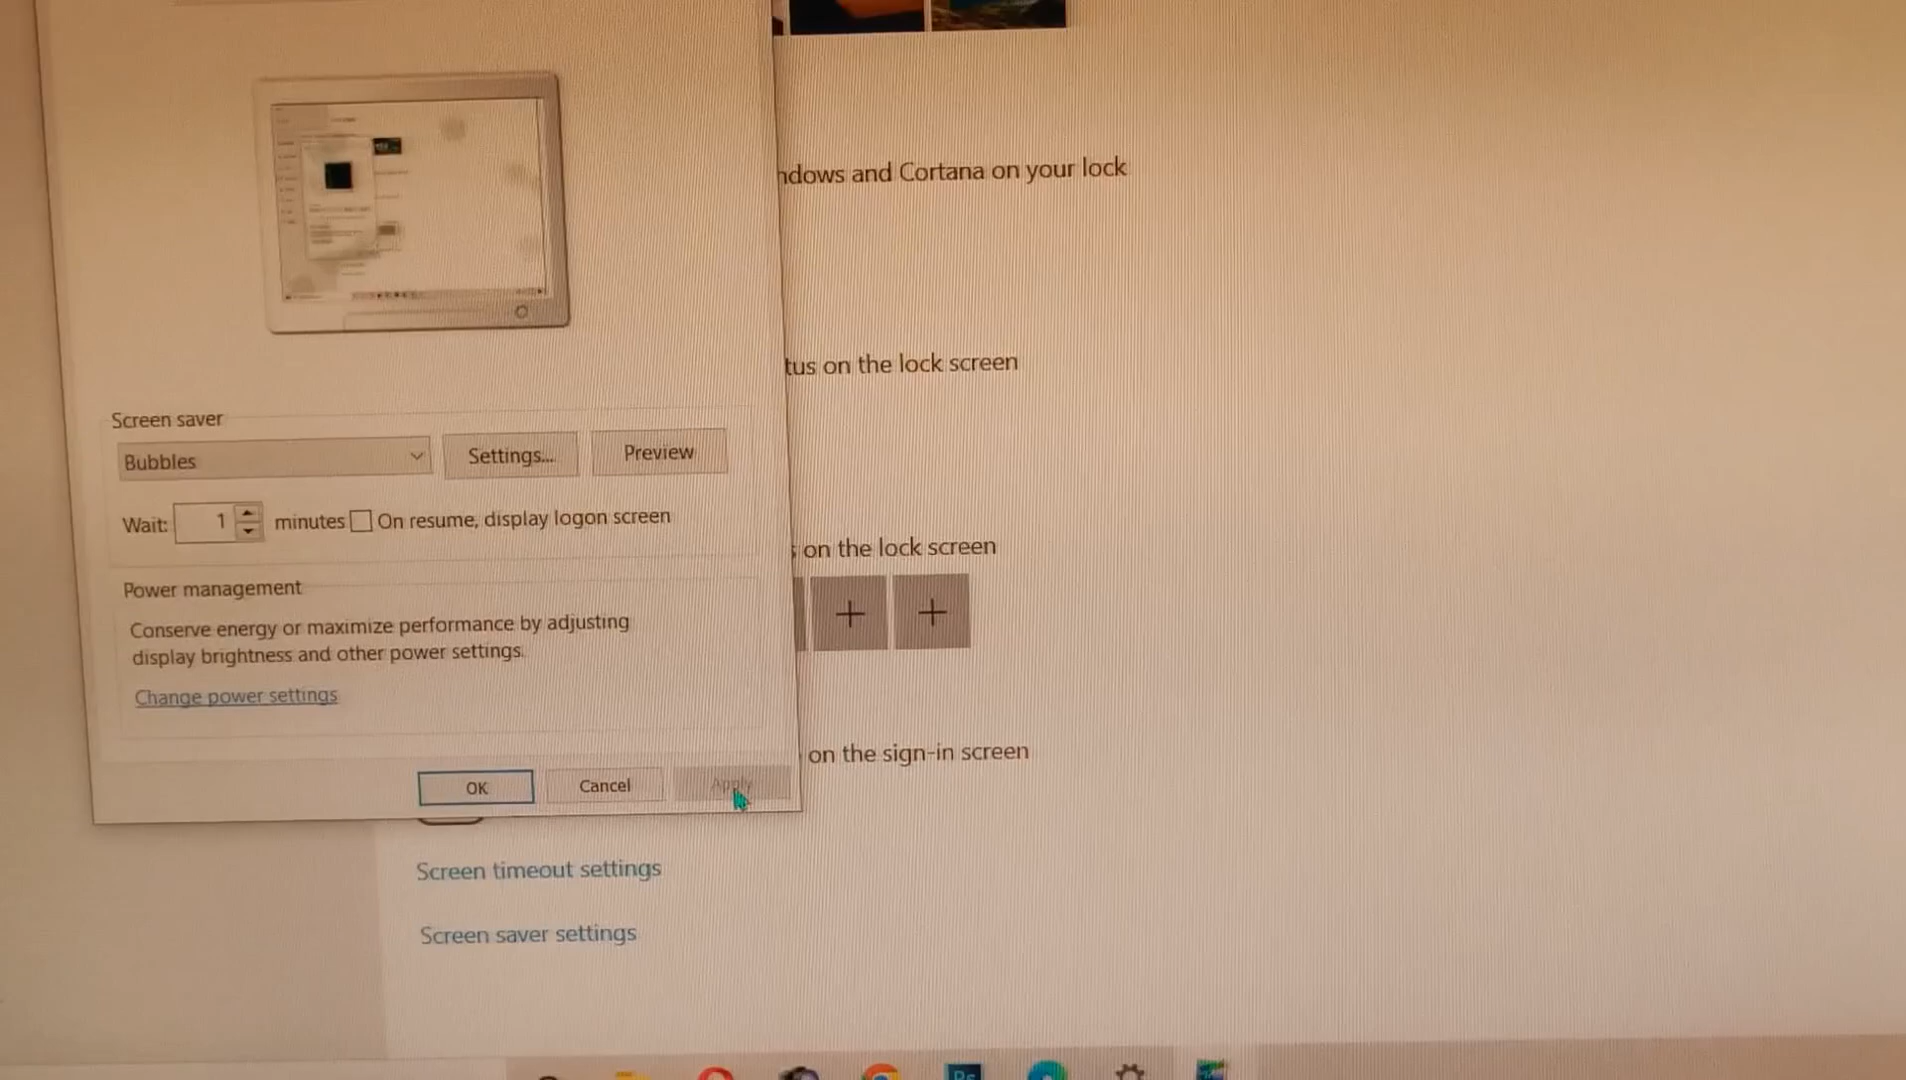 ndows and Cortana on your lock
tus on the lock screen
Screen saver
Bubbles
Settings...
Preview
Wait: 1 minutes On resume, display logon screen
s on the lock screen
Power management
Conserve energy or maximize performance by adjusting
display brightness and other power settings.
Change power settings
on the sign-in screen
OK
Cancel
Apply
Screen timeout settings
Screen saver settings
Ps